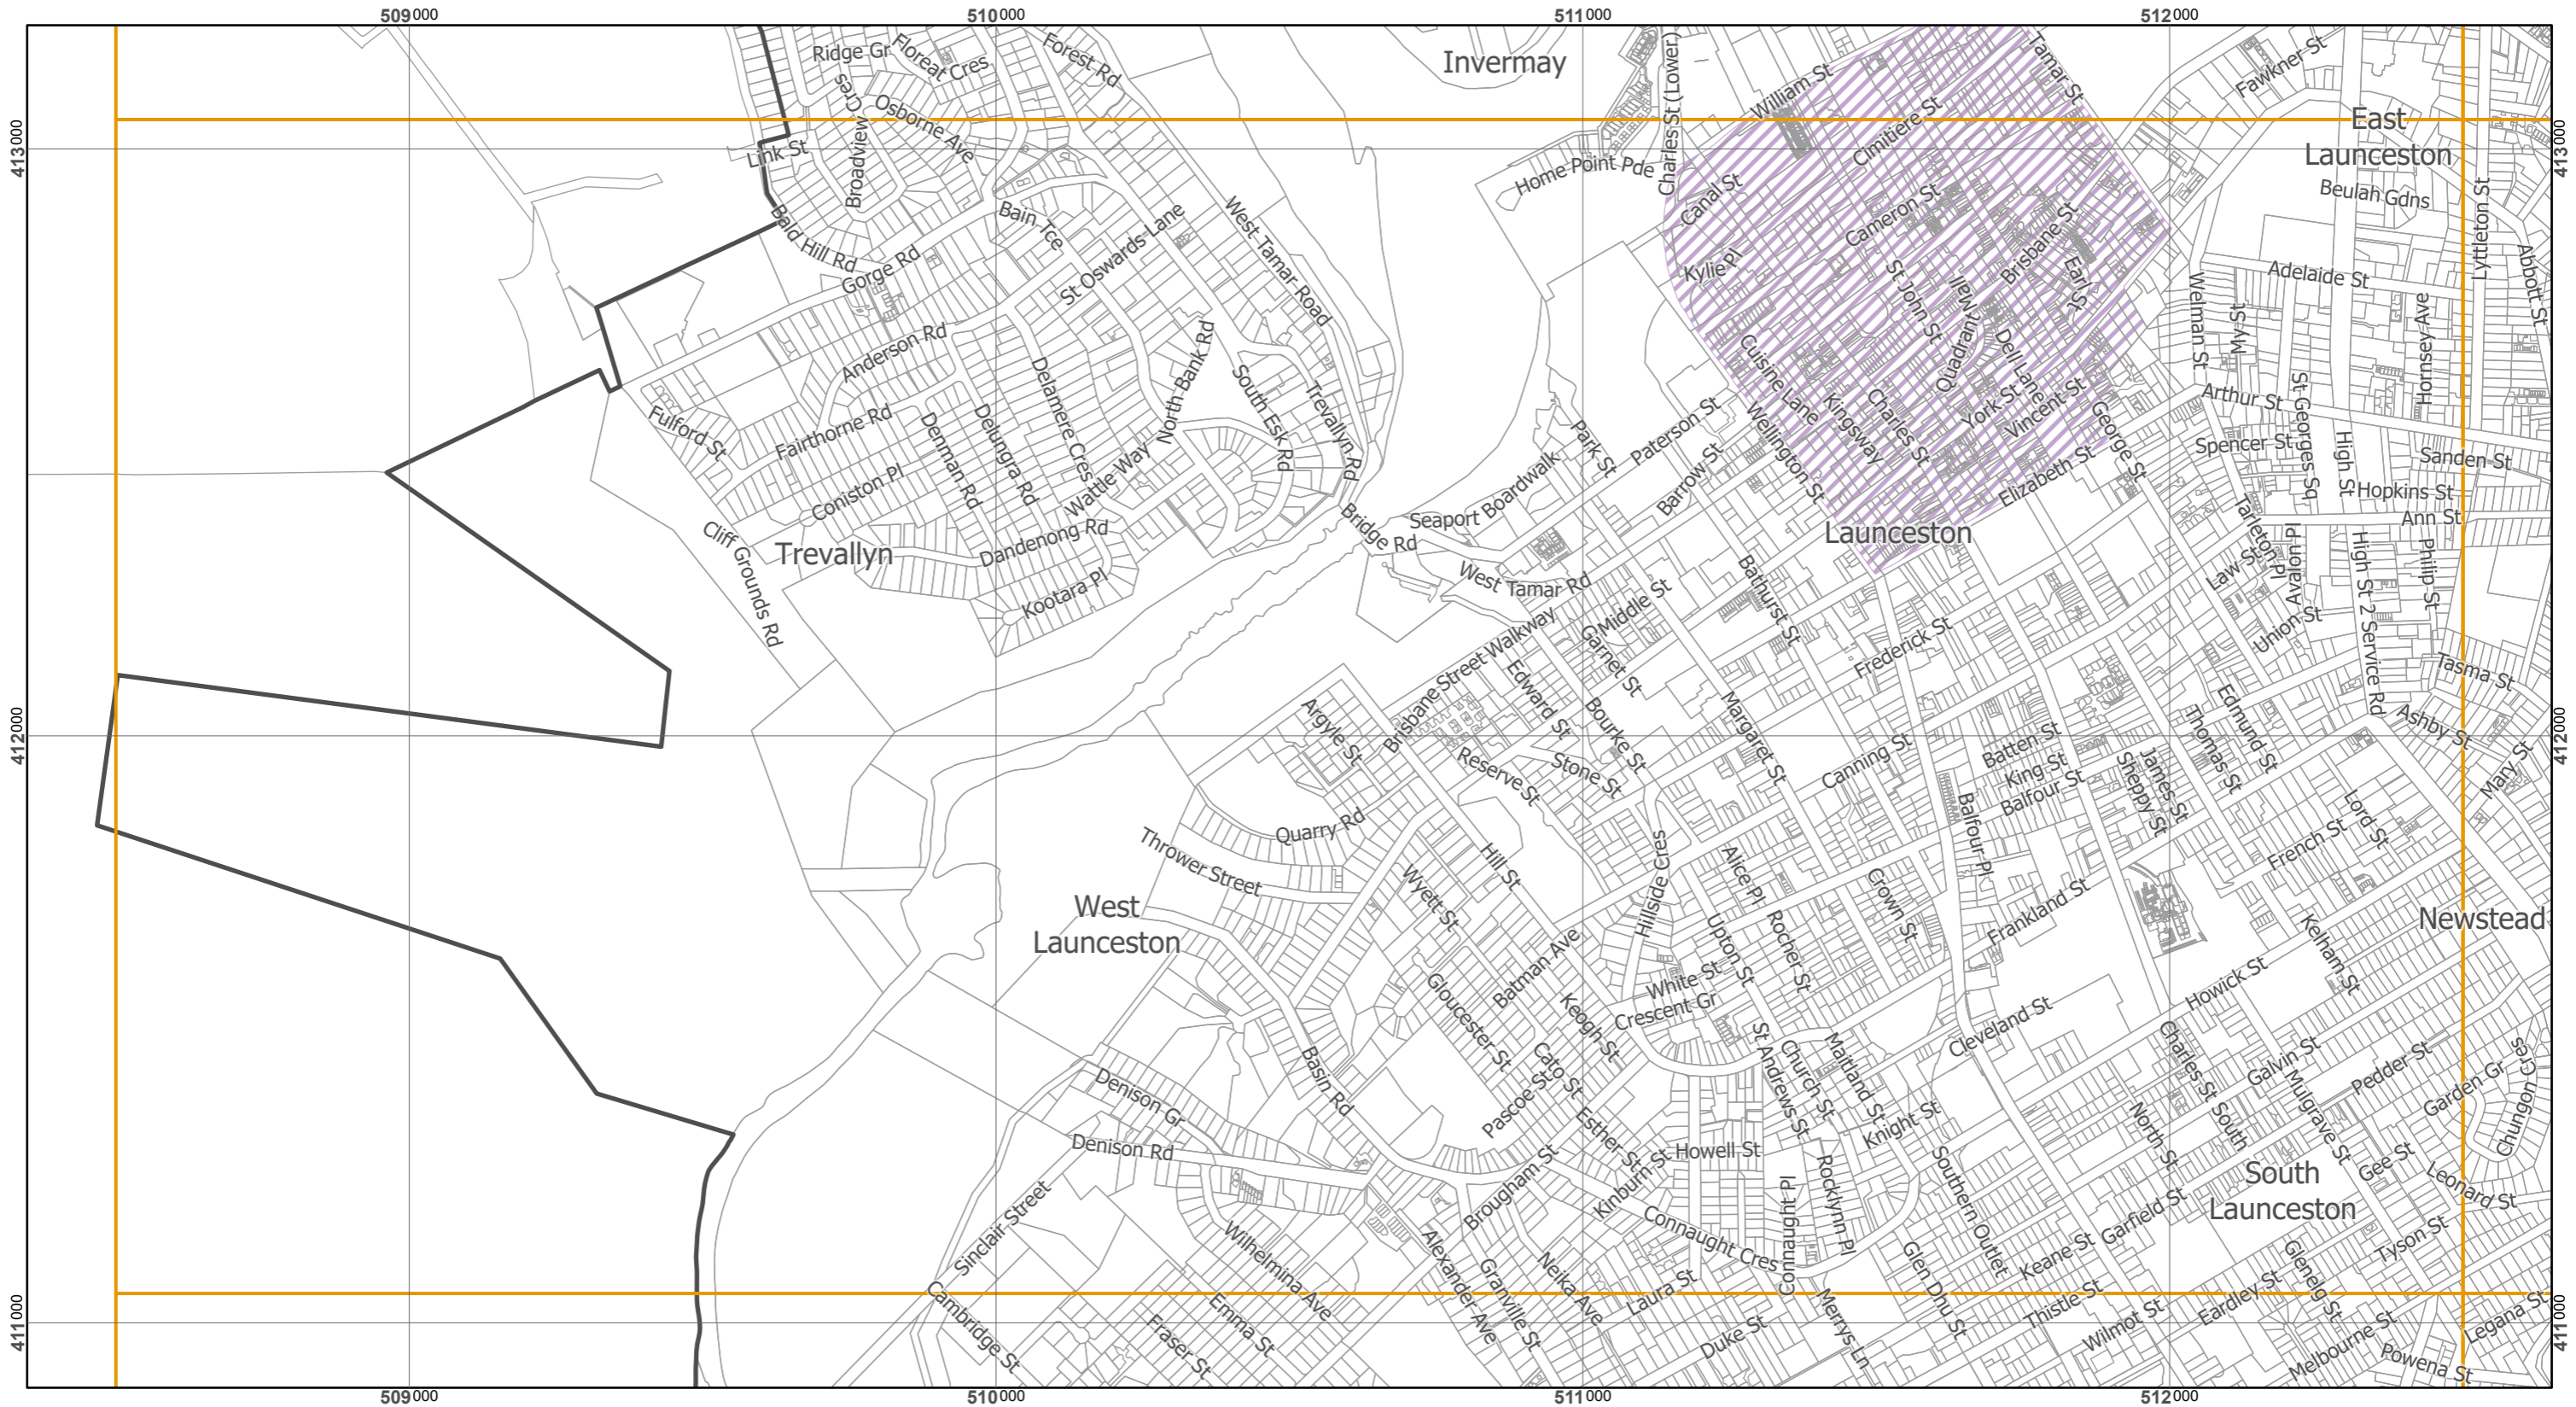 509000
510000
511000
512000
Ridge Gr
Floreat Cres
Forest Rd
Invermay
Charles St (Lower)
William St
Tamar St
Fawkner St
Broadview Cres
Osborne Ave
Cimitiere St
East
Launceston
413000
413000
Link St
Home Point Pde
Canal St
Beulah Gdns
Lyttleton St
Bald Hill Rd
Bain Tce
St Oswards Lane
West Tamar Road
Cameron St
Brisbane St
Gorge Rd
Kylie Pl
Earl St
Welman St
Adelaide St
Abbott St
St John St
Quadrant Mall
My St
Hornsey Ave
Anderson Rd
Delamere Cres
North Bank Rd
South Esk Rd
Trevallyn Rd
Cuisine Lane
Kingsway
Charles St
Dell Lane
York St
Vincent St
Arthur St
St Georges Sq
Fulford St
Fairthorne Rd
Denman Rd
Delungra Rd
Wattle Way
Park St
Paterson St
Wellington St
George St
Spencer St
High St
Sanden St
Coniston Pl
Seaport Boardwalk
Barrow St
Elizabeth St
Hopkins St
Ann St
Cliff Grounds Rd
Trevallyn
Dandenong Rd
Bridge Rd
Launceston
Tarleton Pl
Law St
Avalon Pl
Philip St
Kootara Pl
West Tamar Rd
Middle St
Bathurst St
High St 2 Service Rd
Union St
Garnet St
Frederick St
Tasma St
Brisbane Street Walkway
Edward St
Argyle St
Bourke St
Margaret St
Edmund St
Thomas St
Ashby St
412000
412000
Reserve St
Stone St
Canning St
Batten St
King St
Balfour St
James St
Sheppy St
Mary St
Quarry Rd
Balfour Pl
Lord St
French St
Thrower Street
Hill St
Wyett St
Hillside Cres
Alice Pl
Crown St
Frankland St
West
Launceston
Newstead
Upton St
Rocher St
Batman Ave
Kelham St
Gloucester St
White St
Crescent Gr
Howick St
Keogh St
Cleveland St
Basin Rd
Cato St
St Andrews St
Church St
Maitland St
Charles St South
Galvin St
Pedder St
Garden Gr
Chungon Cres
Denison Gr
Pascoe St
Esther St
Knight St
North St
Mulgrave St
Denison Rd
Howell St
Kinburn St
Brougham St
Rocklynn Pl
Southern Outlet
South
Launceston
Gee St
Leonard St
Sinclair Street
Connaught Cres
Connaught Pl
Garfield St
Wilhelmina Ave
Alexander Ave
Granville St
Neika Ave
Keane St
Tyson St
Cambridge St
Laura St
Glen Dhu St
Thistle St
Eardley St
Glenelg St
Emma St
Merrys Ln
Wilmot St
Legana St
411000
411000
Fraser St
Duke St
Melbourne St
Powena St
509000
510000
511000
512000